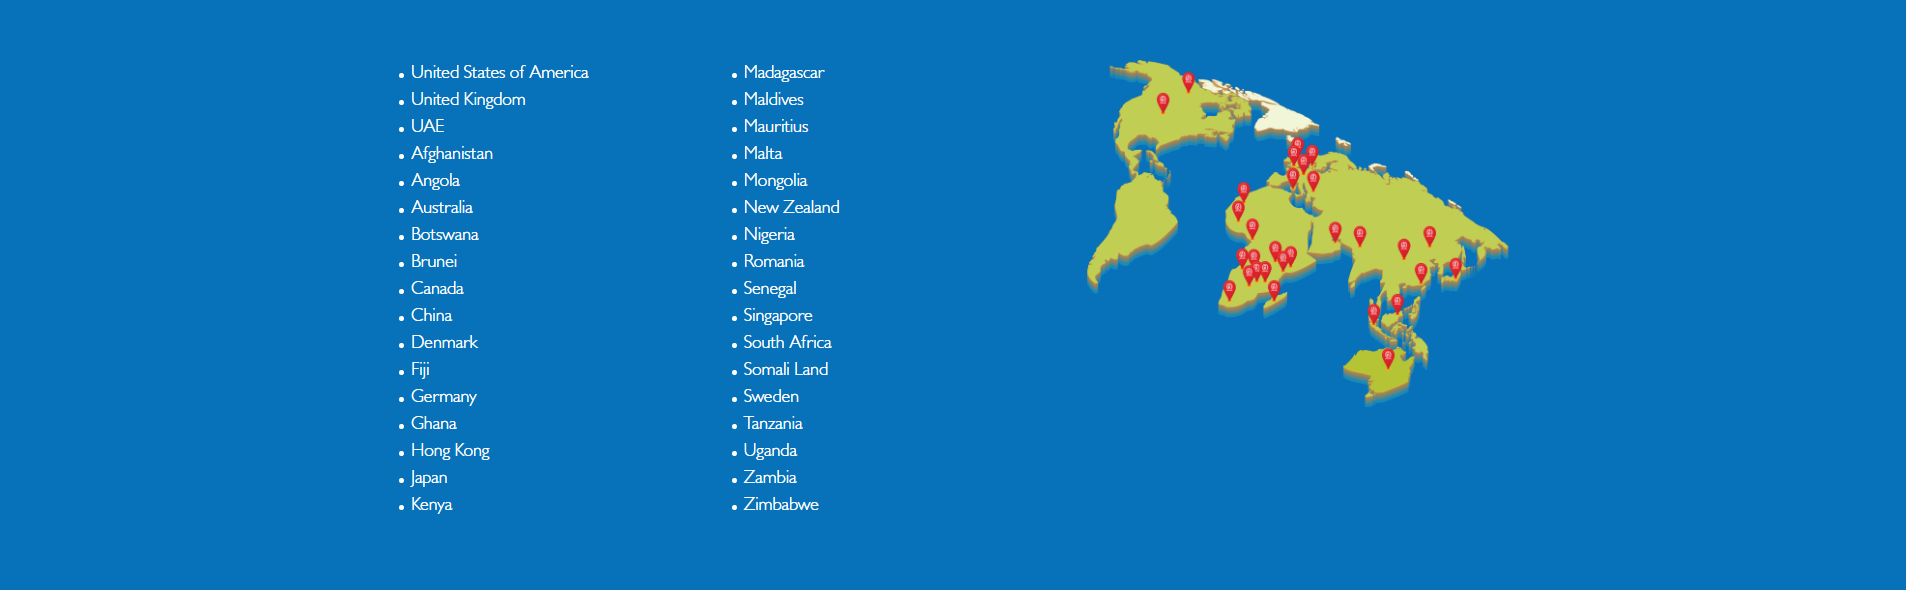 United States of America
United Kingdom
UAE
Afghanistan
Angola
Australia
Botswana
Brunei
Canada
China
Denmark
Fiji
Germany
Ghana
Hong Kong
Japan
Kenya
Madagascar
Maldives
Mauritius
Malta
Mongolia
New Zealand
Nigeria
Romania
Senegal
Singapore
South Africa
Somali Land
Sweden
Tanzania
Uganda
Zambia
Zimbabwe